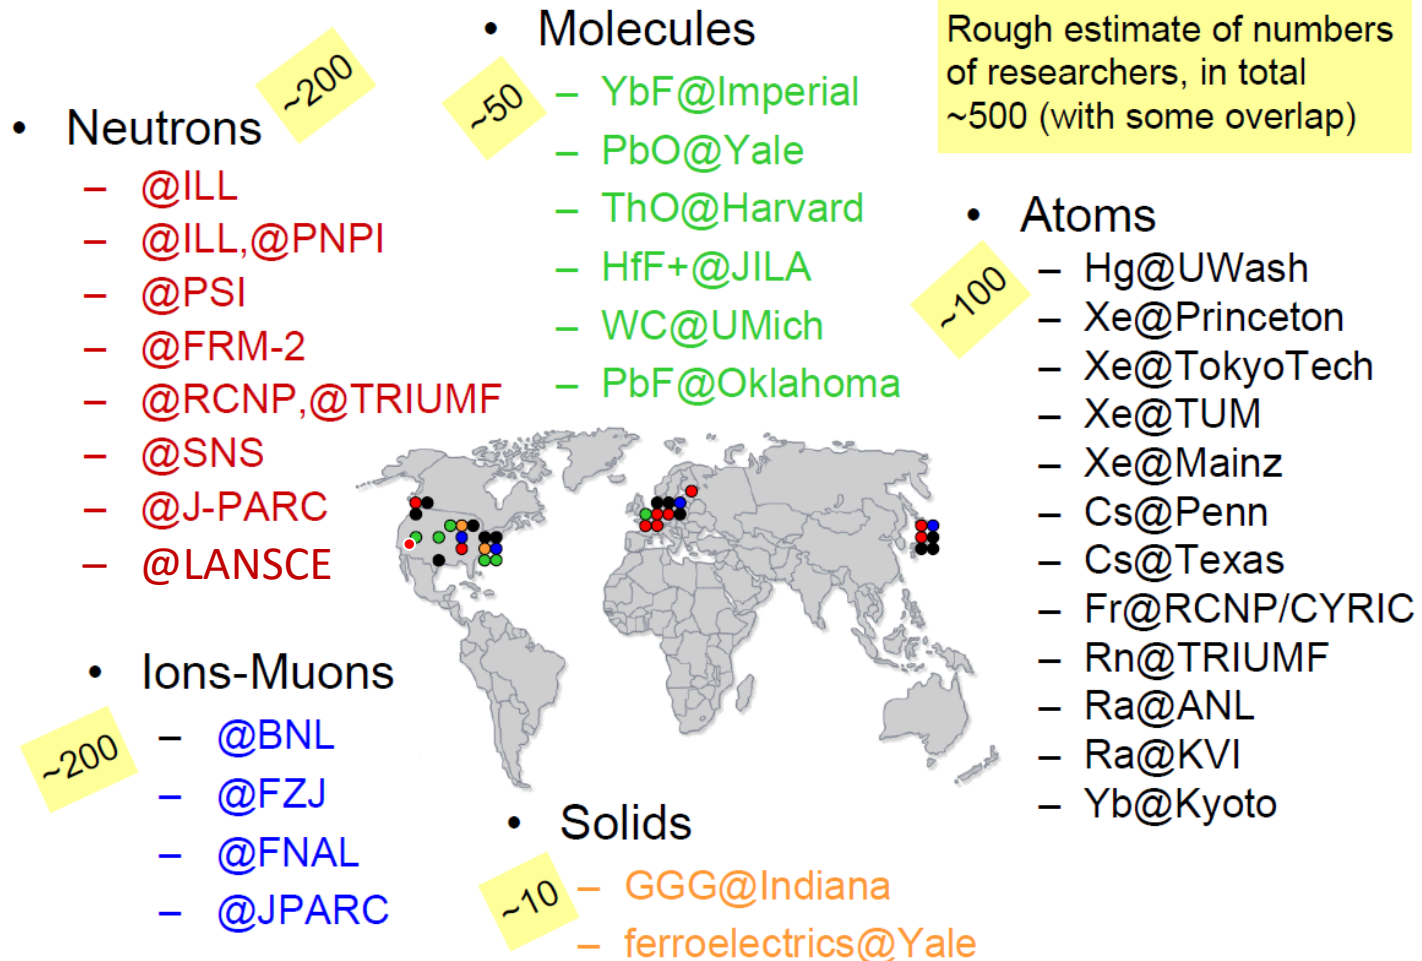 • Neutrons
~200
– @ILL
– @ILL,@PNPI
– @PSI
– @FRM-2
– @RCNP,@TRIUMF
– @SNS
– @J-PARC
– @LANSCE
• Molecules
~50
– YbF@Imperial
– PbO@Yale
– ThO@Harvard
– HfF+@JILA
– WC@UMich
– PbF@Oklahoma
Rough estimate of numbers
of researchers, in total
~500 (with some overlap)
• Atoms
~100
– Hg@UWash
– Xe@Princeton
– Xe@TokyoTech
– Xe@TUM
– Xe@Mainz
– Cs@Penn
– Cs@Texas
– Fr@RCNP/CYRIC
– Rn@TRIUMF
– Ra@ANL
– Ra@KVI
– Yb@Kyoto
• Ions-Muons
~200
– @BNL
– @FZJ
– @FNAL
– @JPARC
• Solids
~10
– GGG@Indiana
– ferroelectrics@Yale